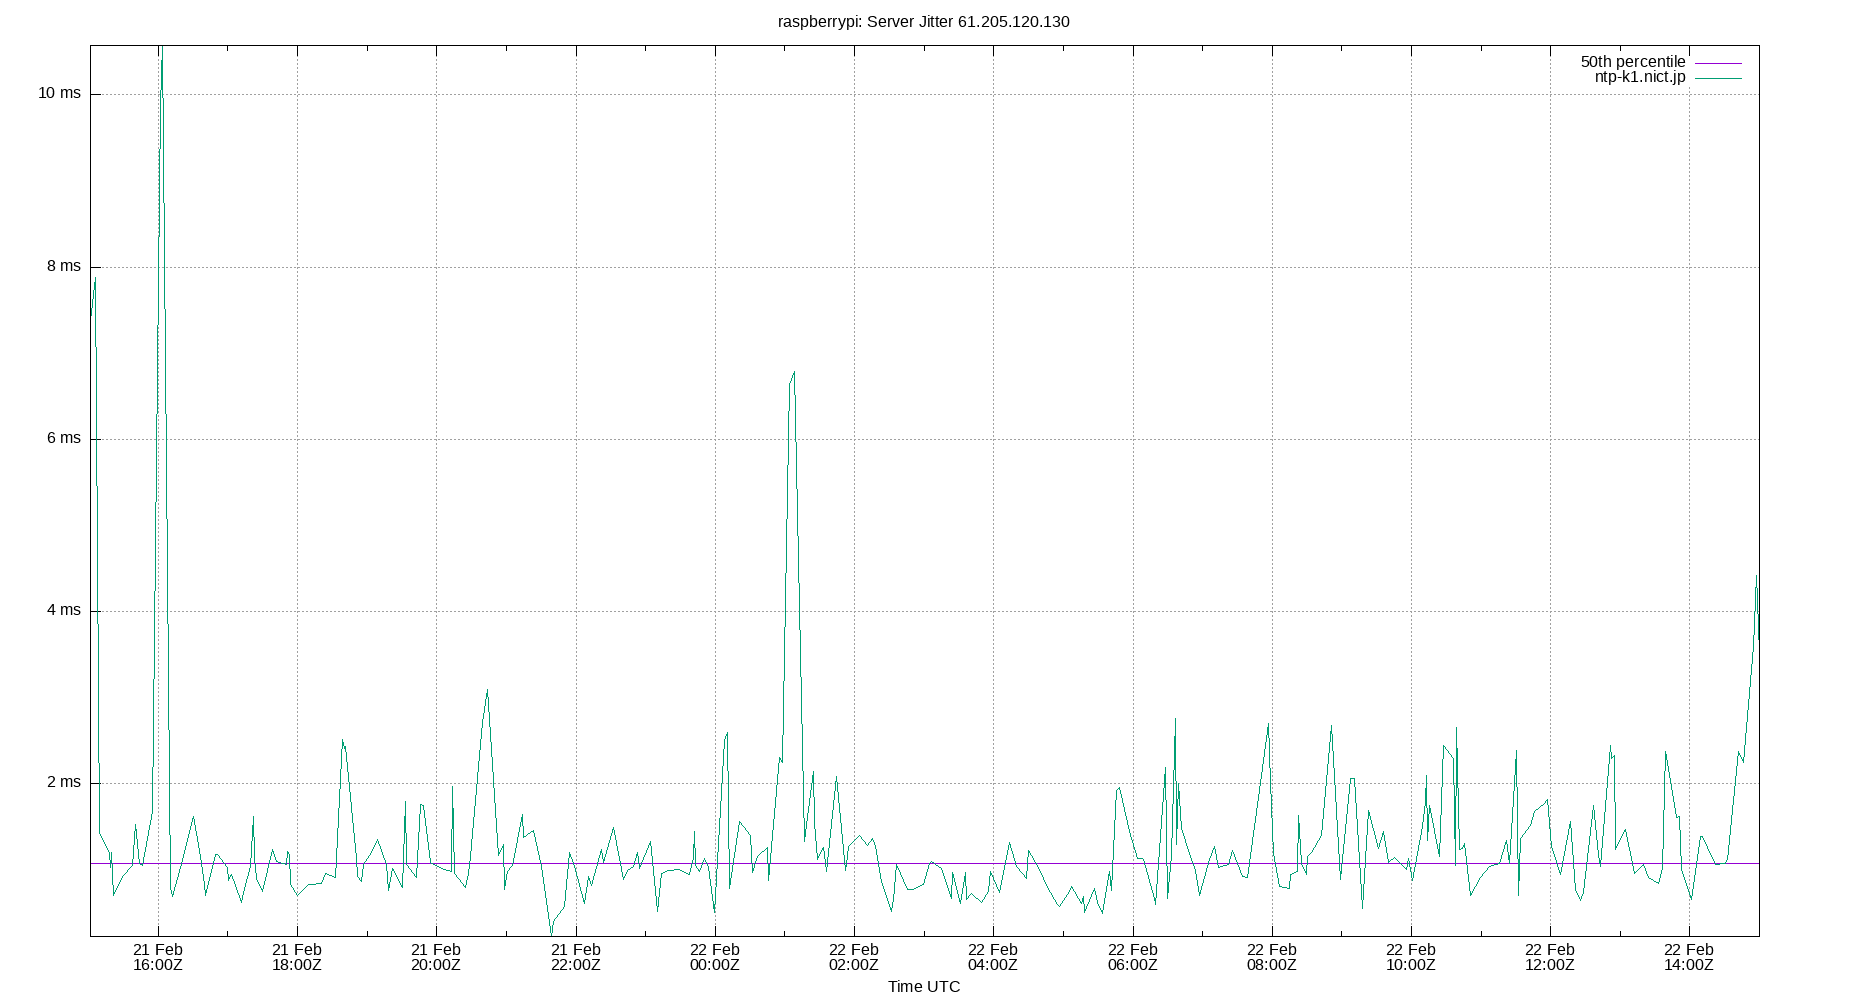 raspberrypi: Server Jitter 61.205.120.130
50th percentile
ntp-k1.nict.jp
10 ms
8 ms
6 ms
4 ms
2 ms
21 Feb 21 Feb 21 Feb 21 Feb 22 Feb 22 Feb 22 Feb 22 Feb 22 Feb 22 Feb 22 Feb 22 Feb
16:00Z 18:00Z 20:00Z 22:00Z 00:00Z 02:00Z 04:00Z 06:00Z 08:00Z 10:00Z 12:00Z 14:00Z
Time UTC